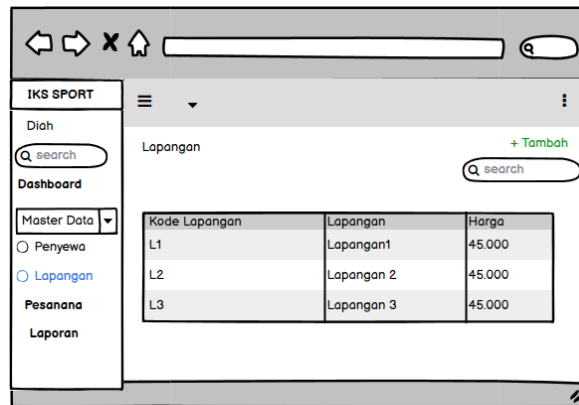 IKS SPORT
Diah
search
Dashboard
Master Data
Penyewa
Lapangan
Pesanana
Laporan
Lapangan
+ Tambah
search
Kode Lapangan Lapangan Harga
L1 Lapangan1 45.000
L2 Lapangan 2 45.000
L3 Lapangan 3 45.000